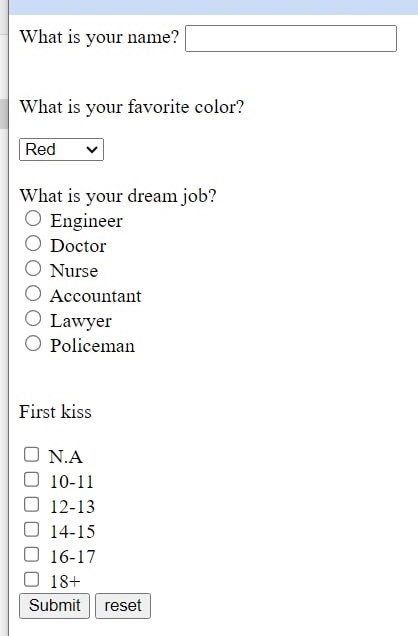 What is your name?
What is your favorite color?
Red
What is your dream job?
Engineer
Doctor
Nurse
Accountant
Lawyer
Policeman
First kiss
N.A
10-11
12-13
14-15
16-17
18+
Submit reset